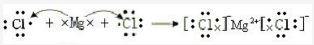 :Cl· + ×Mg× + ·Cl: ⟶ [:Cl×]⁻Mg²⁺[×Cl:]⁻